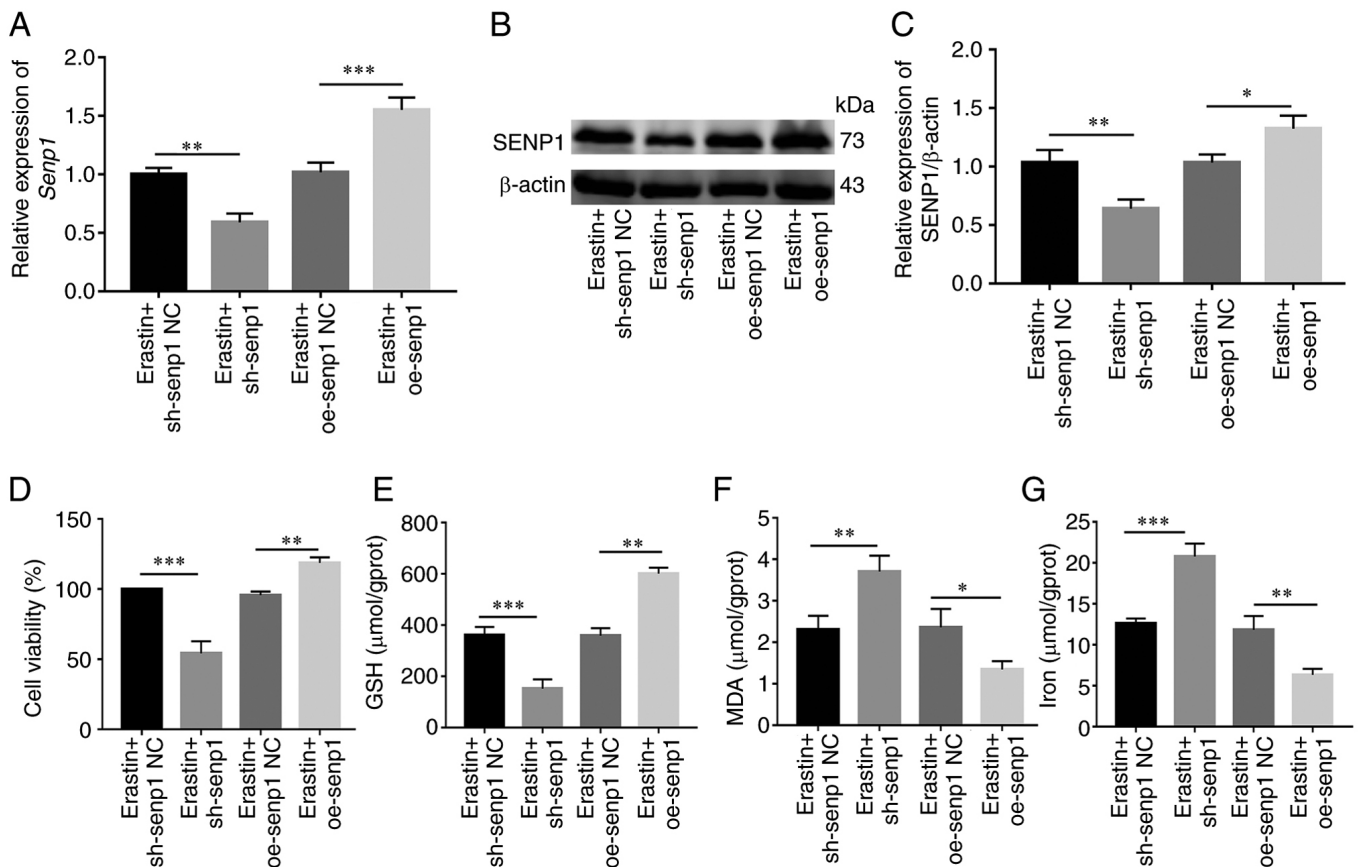 A
Relative expression of
Senp1
2.0
1.5
1.0
0.5
0.0
**
***
Erastin+
sh-senp1 NC
Erastin+
sh-senp1
Erastin+
oe-senp1 NC
Erastin+
oe-senp1
B
kDa
SENP1
73
β-actin
43
Erastin+
sh-senp1 NC
Erastin+
sh-senp1
Erastin+
oe-senp1 NC
Erastin+
oe-senp1
C
Relative expression of
SENP1/β-actin
2.0
1.5
1.0
0.5
0.0
**
*
Erastin+
sh-senp1 NC
Erastin+
sh-senp1
Erastin+
oe-senp1 NC
Erastin+
oe-senp1
D
Cell viability (%)
150
100
50
0
***
**
Erastin+
sh-senp1 NC
Erastin+
sh-senp1
Erastin+
oe-senp1 NC
Erastin+
oe-senp1
E
GSH (μmol/gprot)
800
600
400
200
0
***
**
Erastin+
sh-senp1 NC
Erastin+
sh-senp1
Erastin+
oe-senp1 NC
Erastin+
oe-senp1
F
MDA (μmol/gprot)
5
4
3
2
1
0
**
*
Erastin+
sh-senp1 NC
Erastin+
sh-senp1
Erastin+
oe-senp1 NC
Erastin+
oe-senp1
G
Iron (μmol/gprot)
25
20
15
10
5
0
***
**
Erastin+
sh-senp1 NC
Erastin+
sh-senp1
Erastin+
oe-senp1 NC
Erastin+
oe-senp1